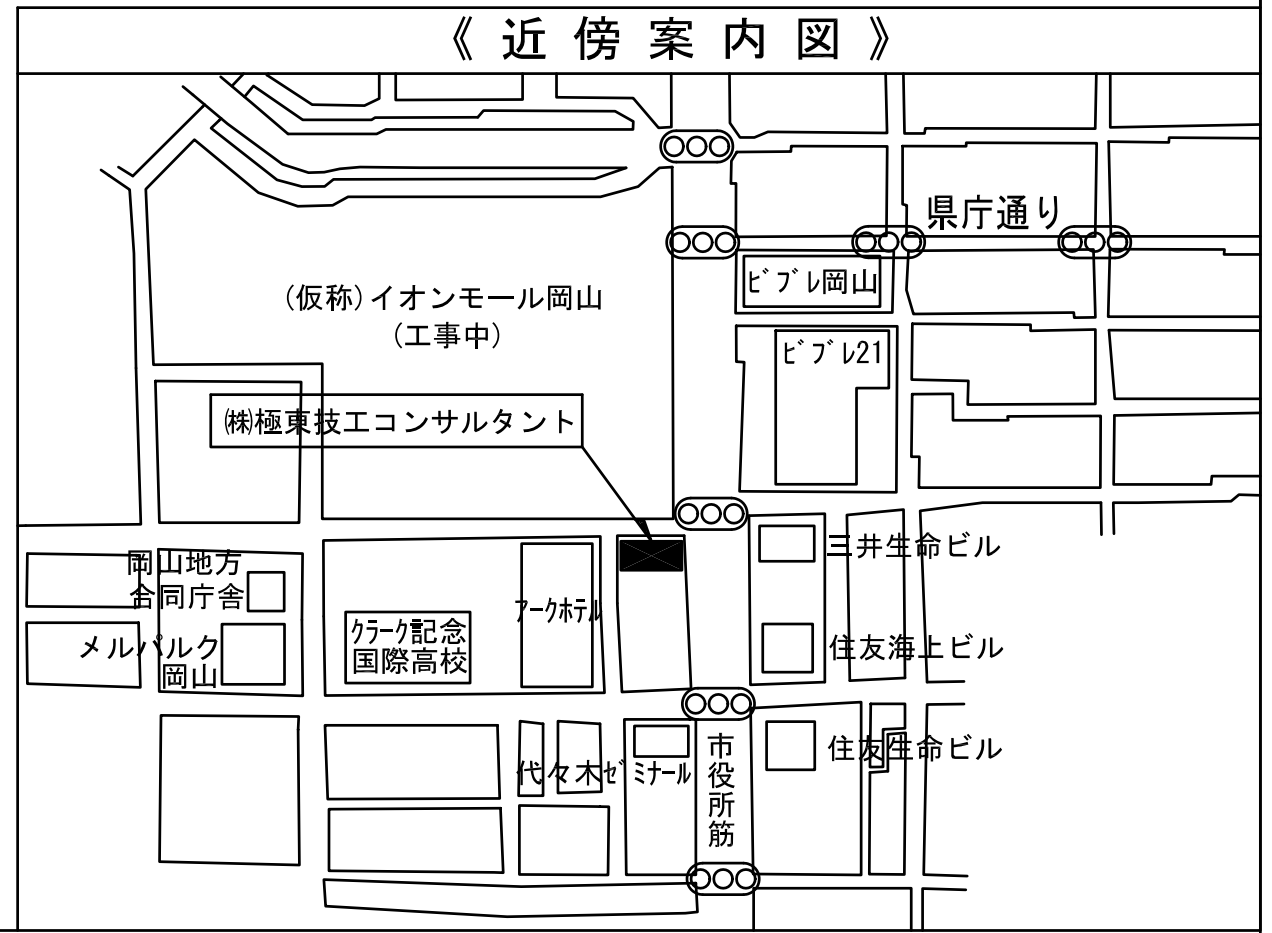 《 近 傍 案 内 図 》
県庁通り
ビブレ岡山
(仮称)イオンモール岡山
(工事中)
ビブレ21
㈱極東技工コンサルタント
三井生命ビル
岡山地方
合同庁舎
アークホテル
クラーク記念
国際高校
メルパルク
岡山
住友海上ビル
市役所筋
住友生命ビル
代々木ゼミナール